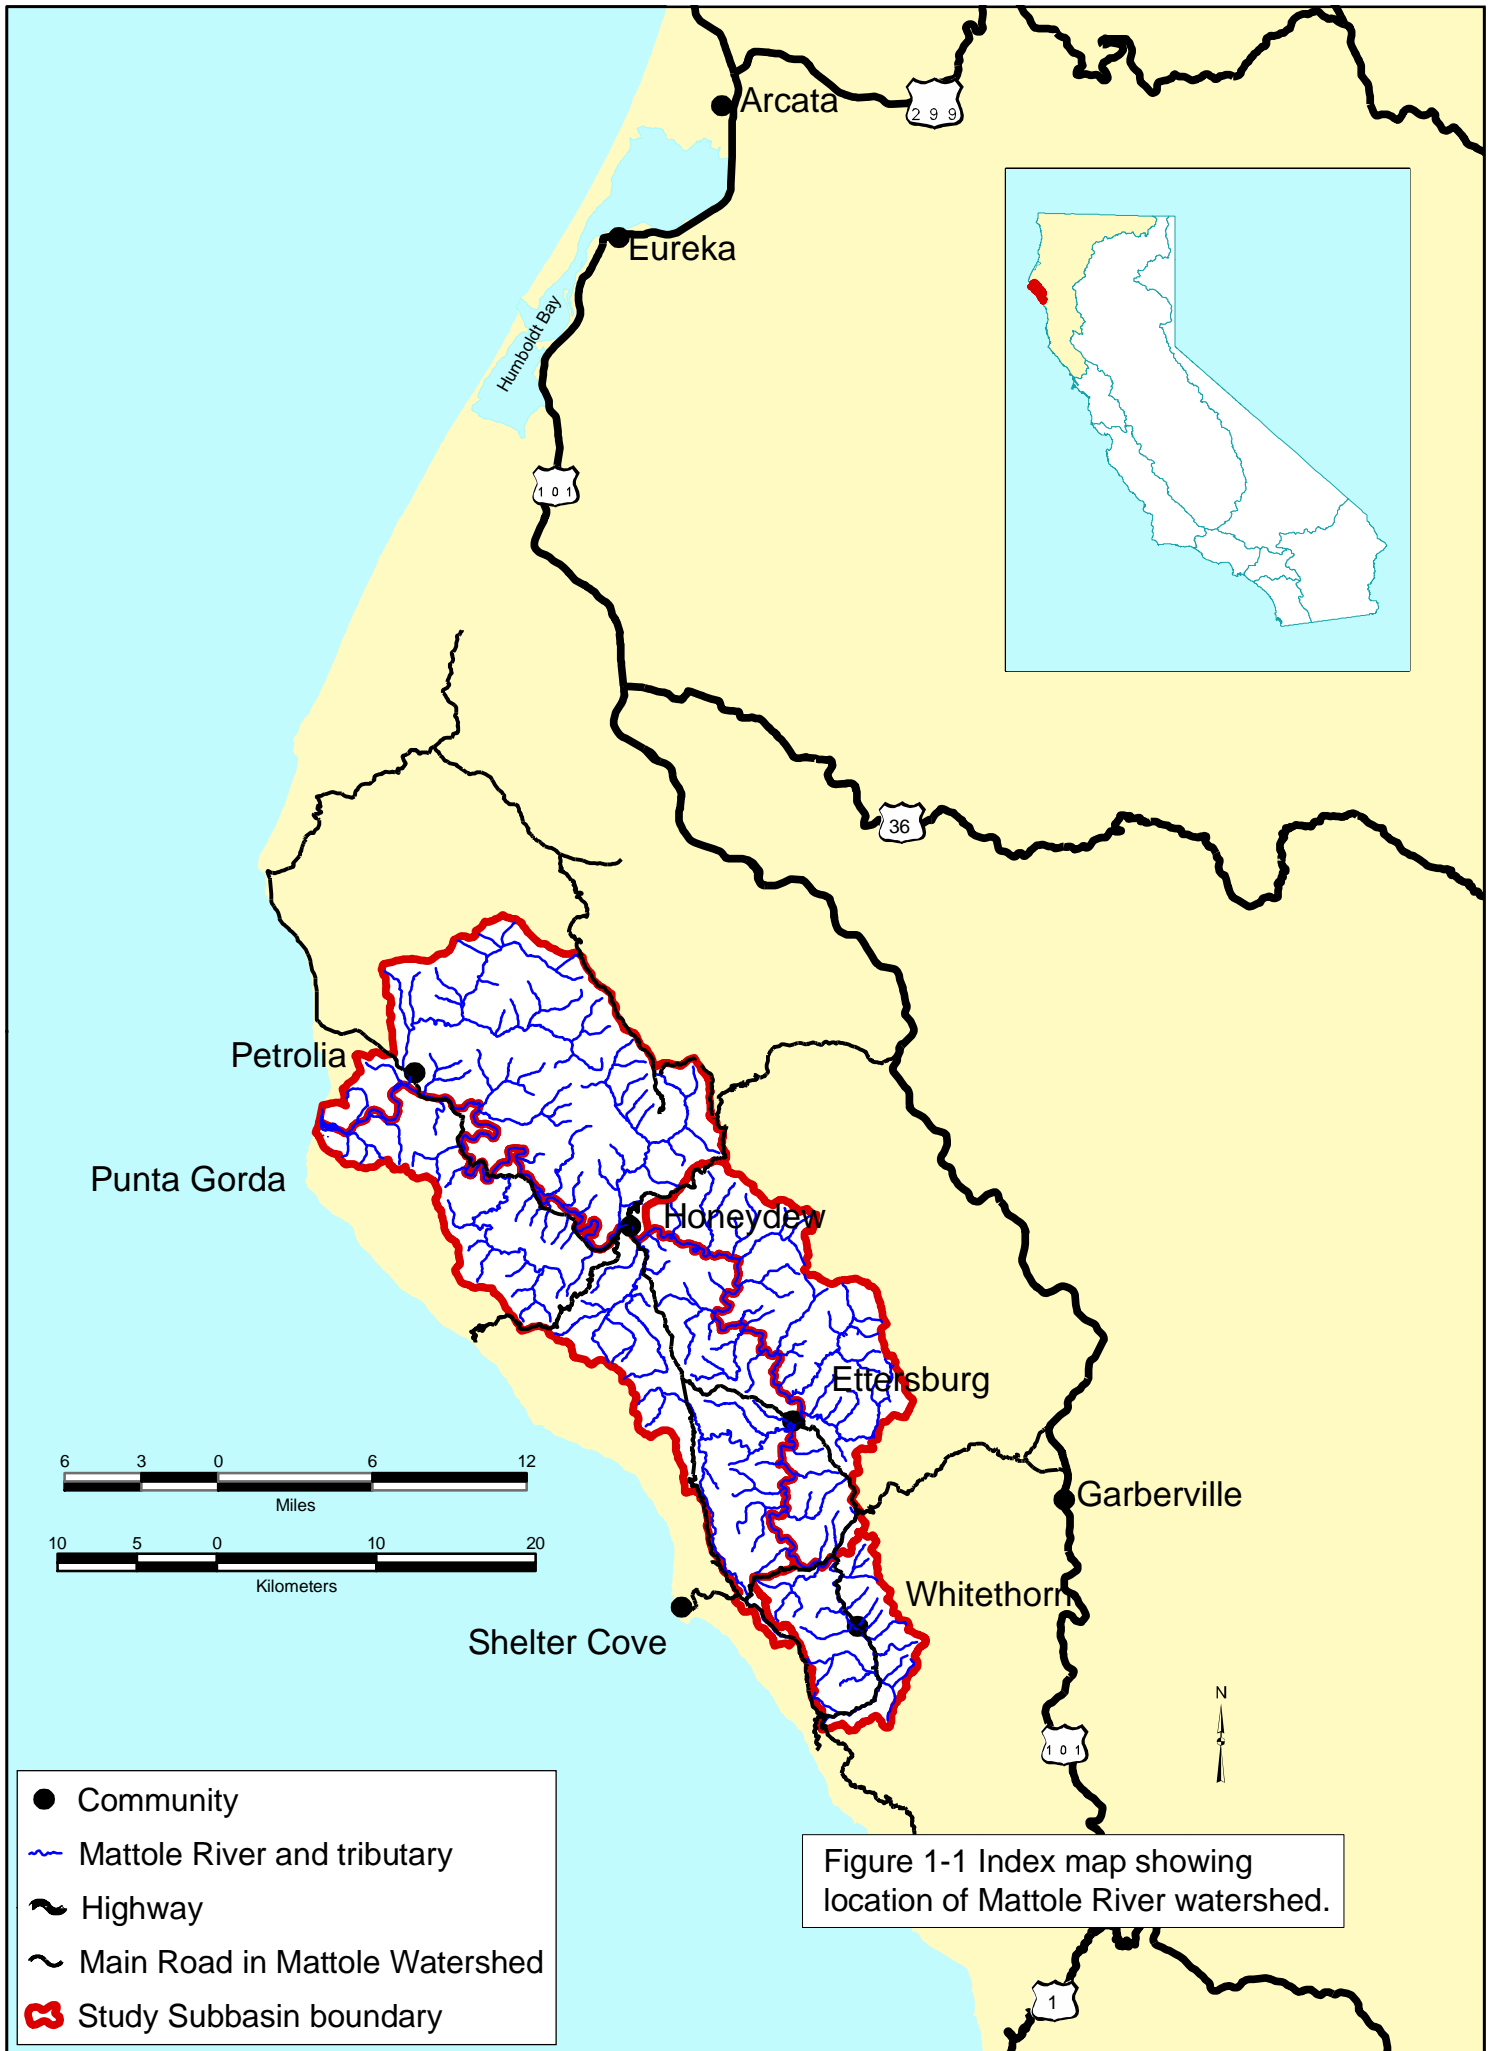 Arcata
2 9 9
Eureka
Humboldt Bay
1 0 1
36
Petrolia
Punta Gorda
Honeydew
Ettersburg
6 3 0 6 12
Miles
Garberville
10 5 0 10 20
Kilometers
Whitethorn
Shelter Cove
N
1 0 1
Community
Mattole River and tributary
Highway
Main Road in Mattole Watershed
Study Subbasin boundary
Figure 1-1 Index map showing
location of Mattole River watershed.
1